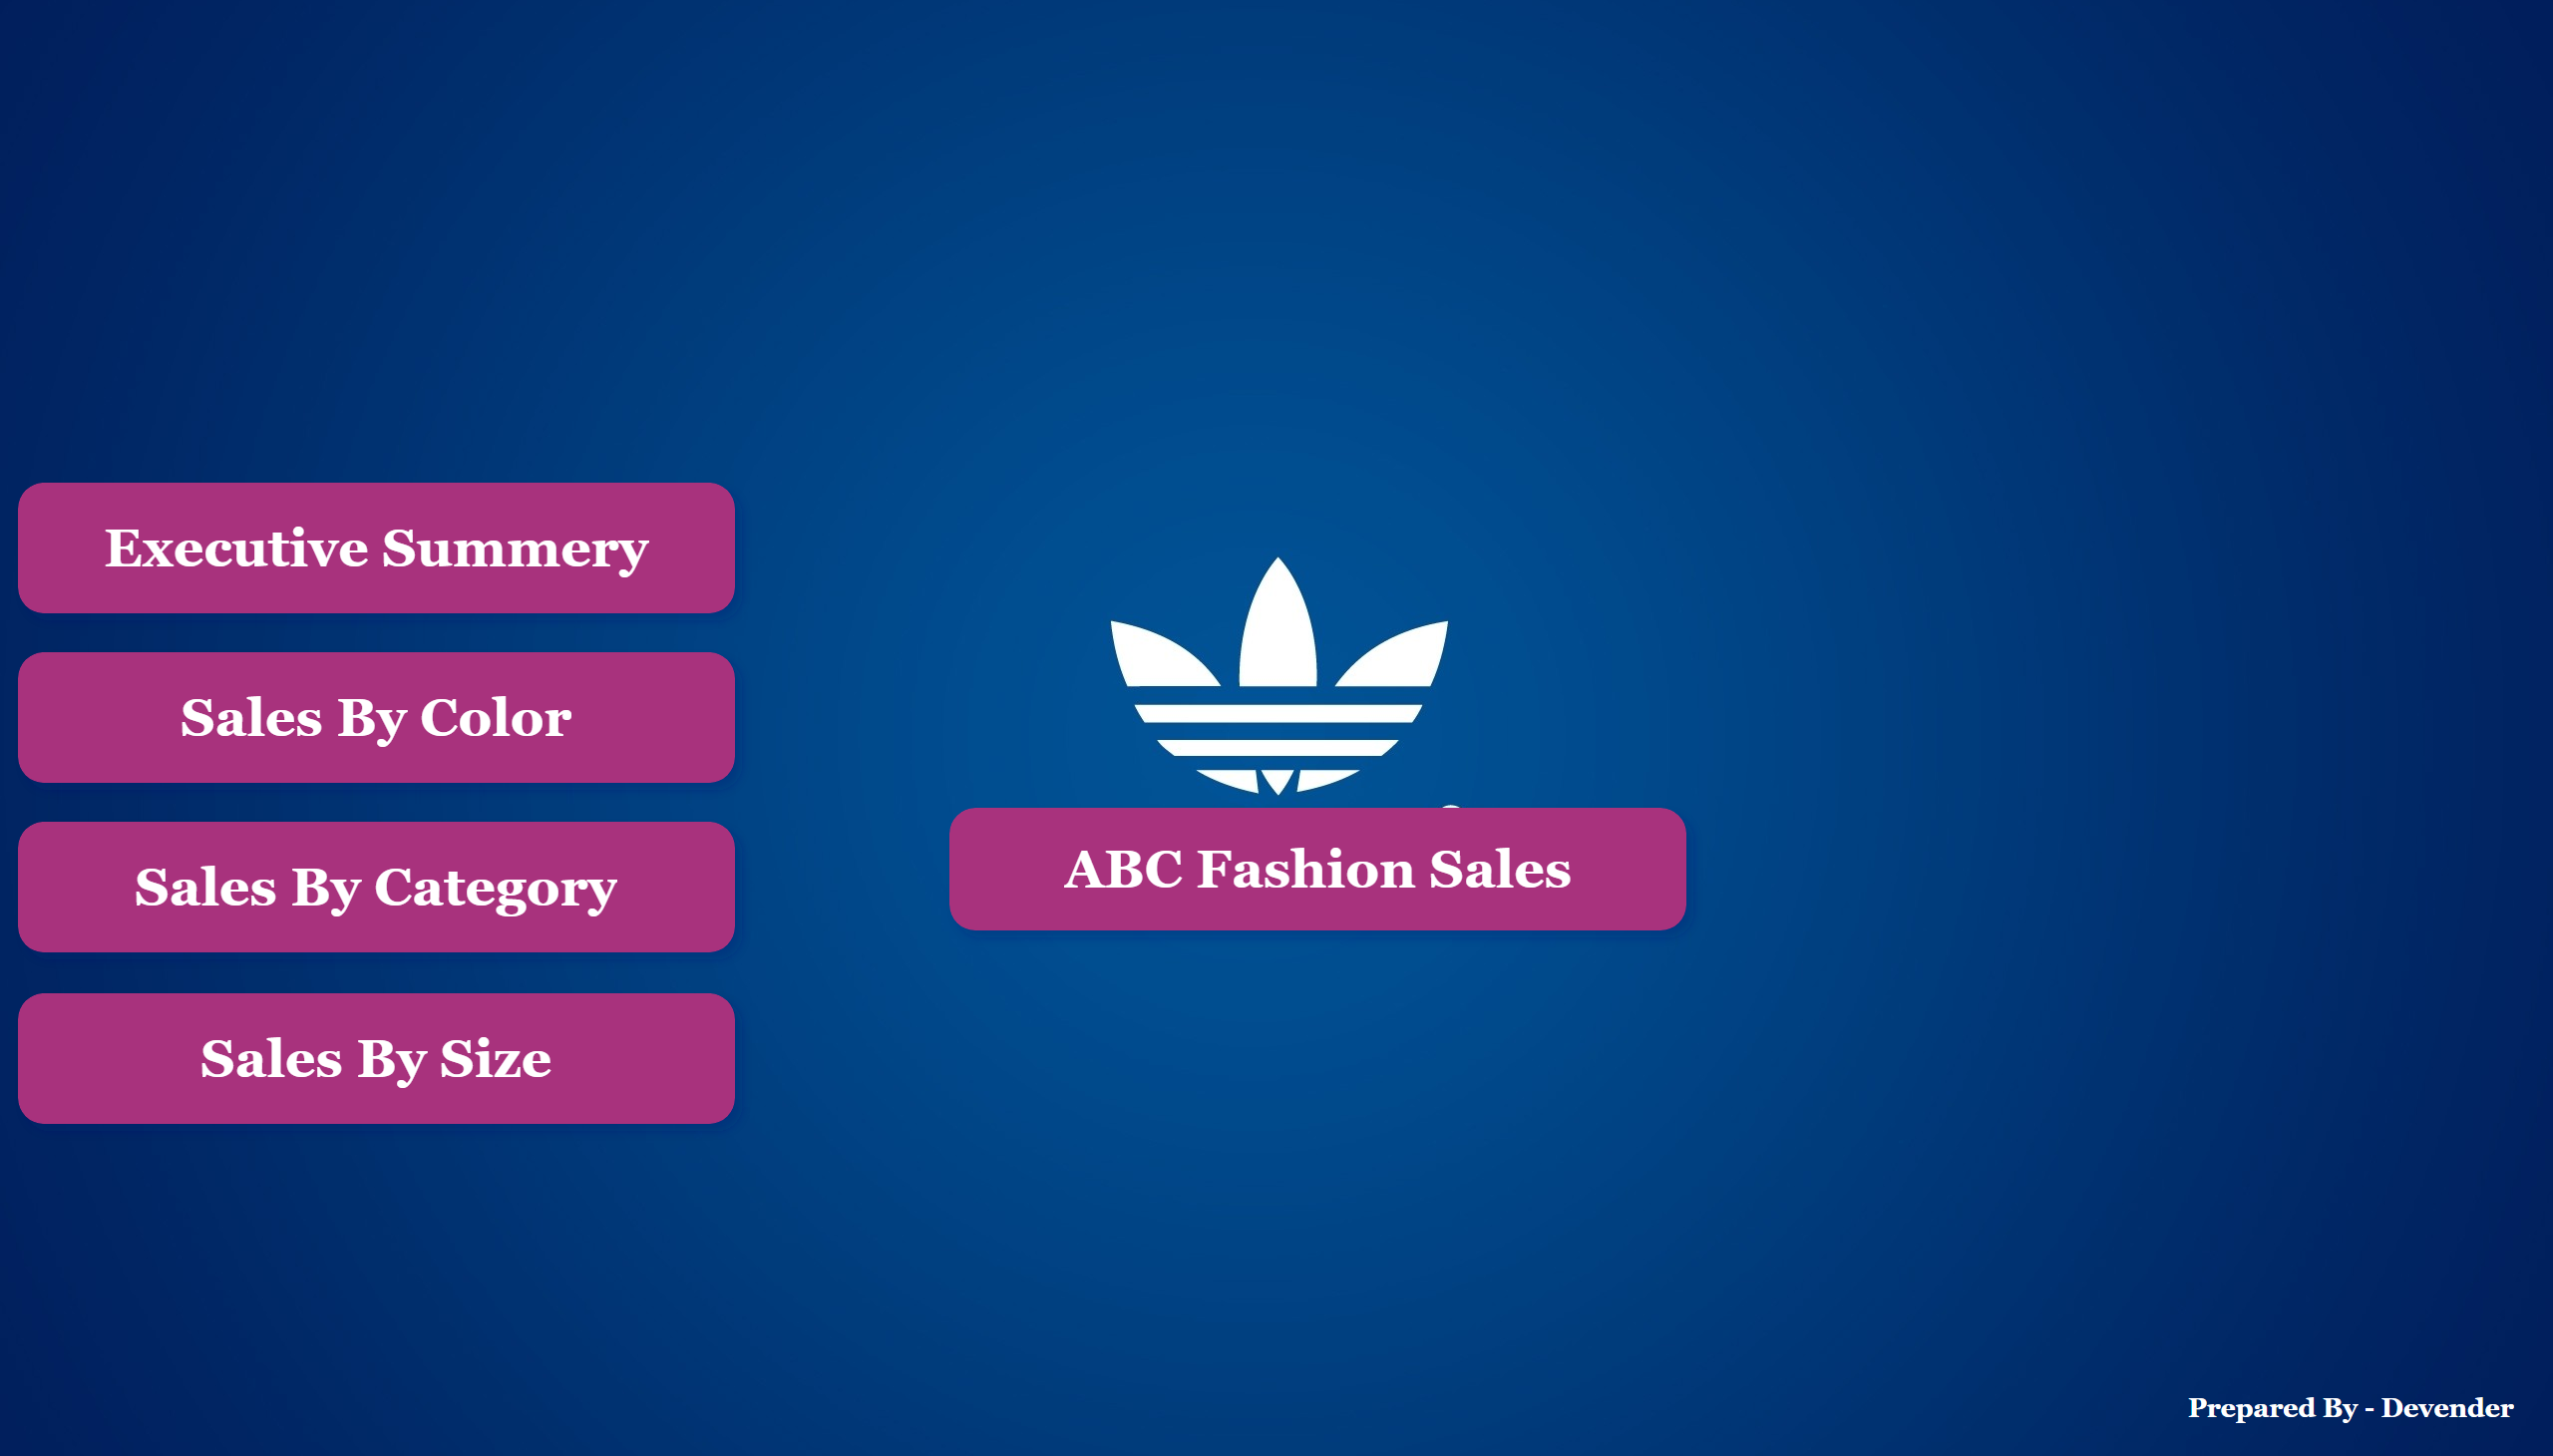 Executive Summery
Sales By Color
Sales By Category
Sales By Size
ABC Fashion Sales
Prepared By - Devender